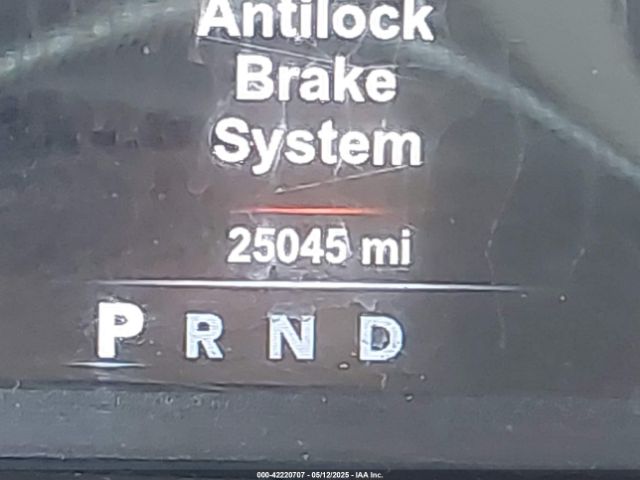 Antilock
Brake
System
25045 mi
P R N D
000-42220707 - 05/12/2025 - IAA Inc.